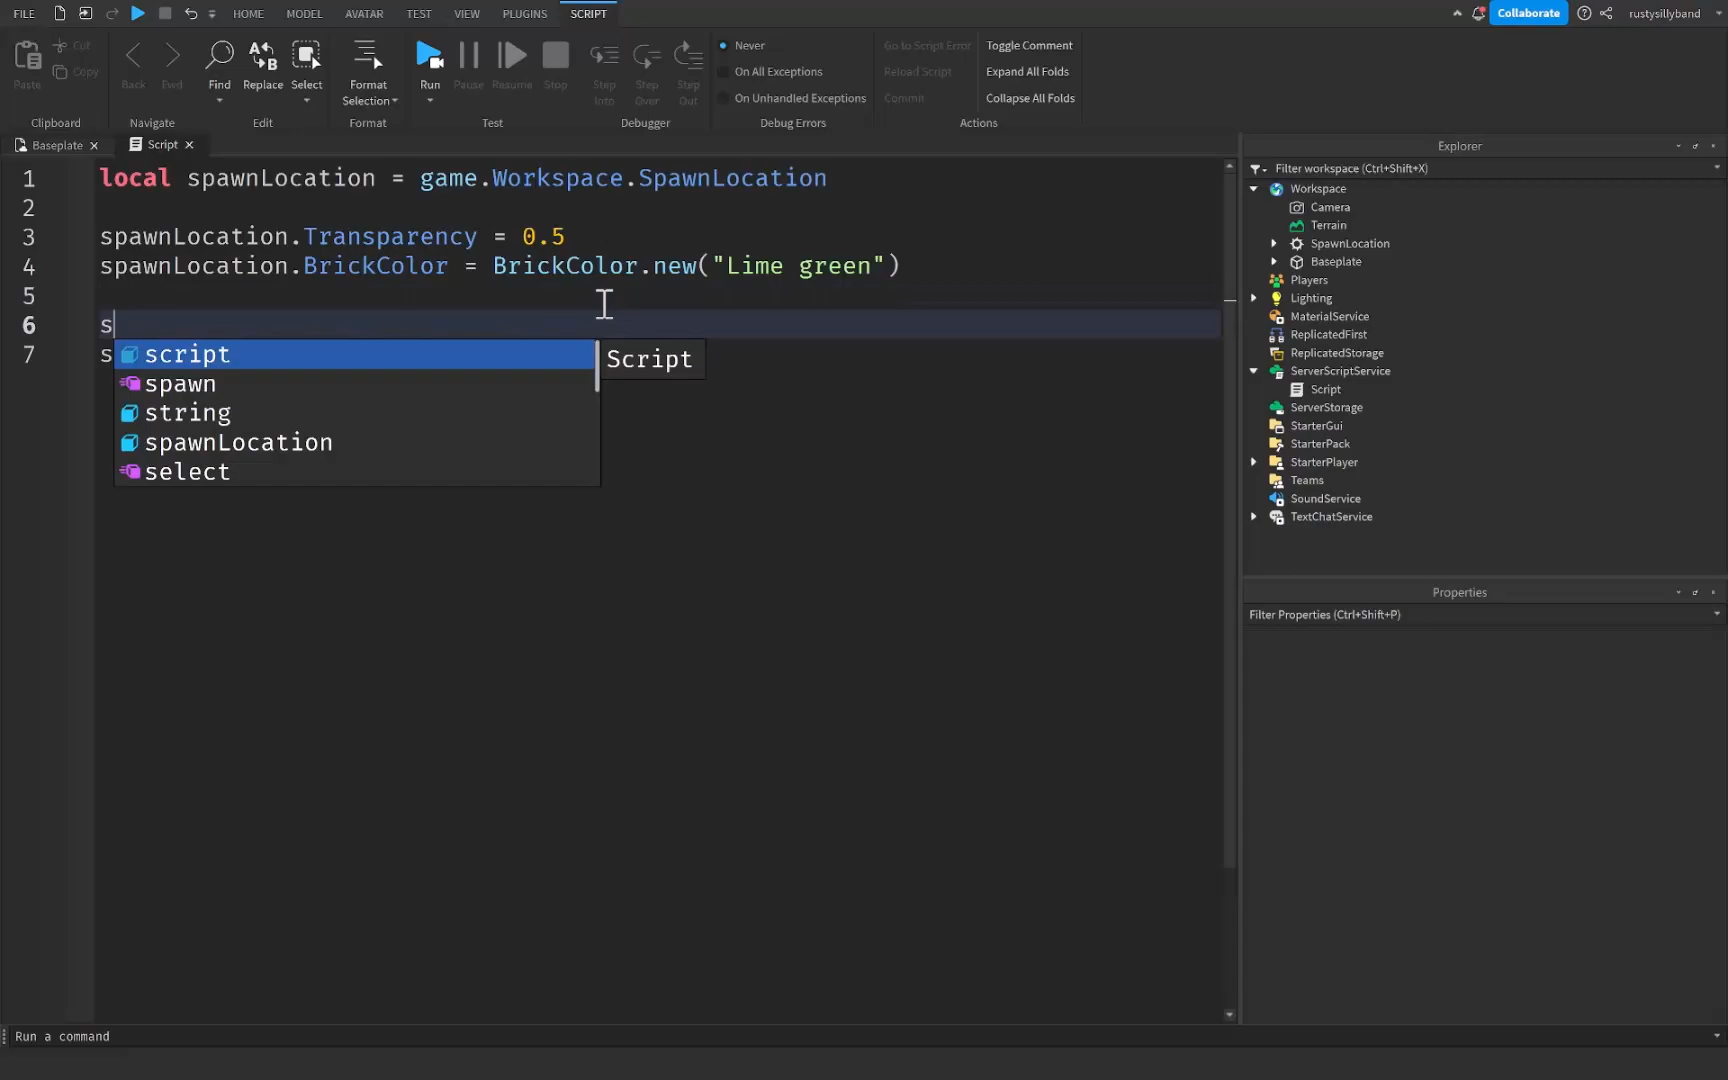 FILE HOME MODEL AVATAR TEST VIEW PLUGINS SCRIPT Collaborate rustysillyband
Paste Cut Copy Back Fwd Find Replace Select Format Selection Run Pause Resume Stop Step Into Step Over Step Out Never On All Exceptions On Unhandled Exceptions Go to Script Error Reload Script Commit Toggle Comment Expand All Folds Collapse All Folds
Clipboard Navigate Edit Format Test Debugger Debug Errors Actions
Baseplate Script
1 local spawnLocation = game.Workspace.SpawnLocation
2
3 spawnLocation.Transparency = 0.5
4 spawnLocation.BrickColor = BrickColor.new("Lime green")
5
6 s
7 s
script Script
spawn
string
spawnLocation
select
Explorer
Filter workspace (Ctrl+Shift+X)
Workspace
Camera
Terrain
SpawnLocation
Baseplate
Players
Lighting
MaterialService
ReplicatedFirst
ReplicatedStorage
ServerScriptService
Script
ServerStorage
StarterGui
StarterPack
StarterPlayer
Teams
SoundService
TextChatService
Properties
Filter Properties (Ctrl+Shift+P)
Run a command